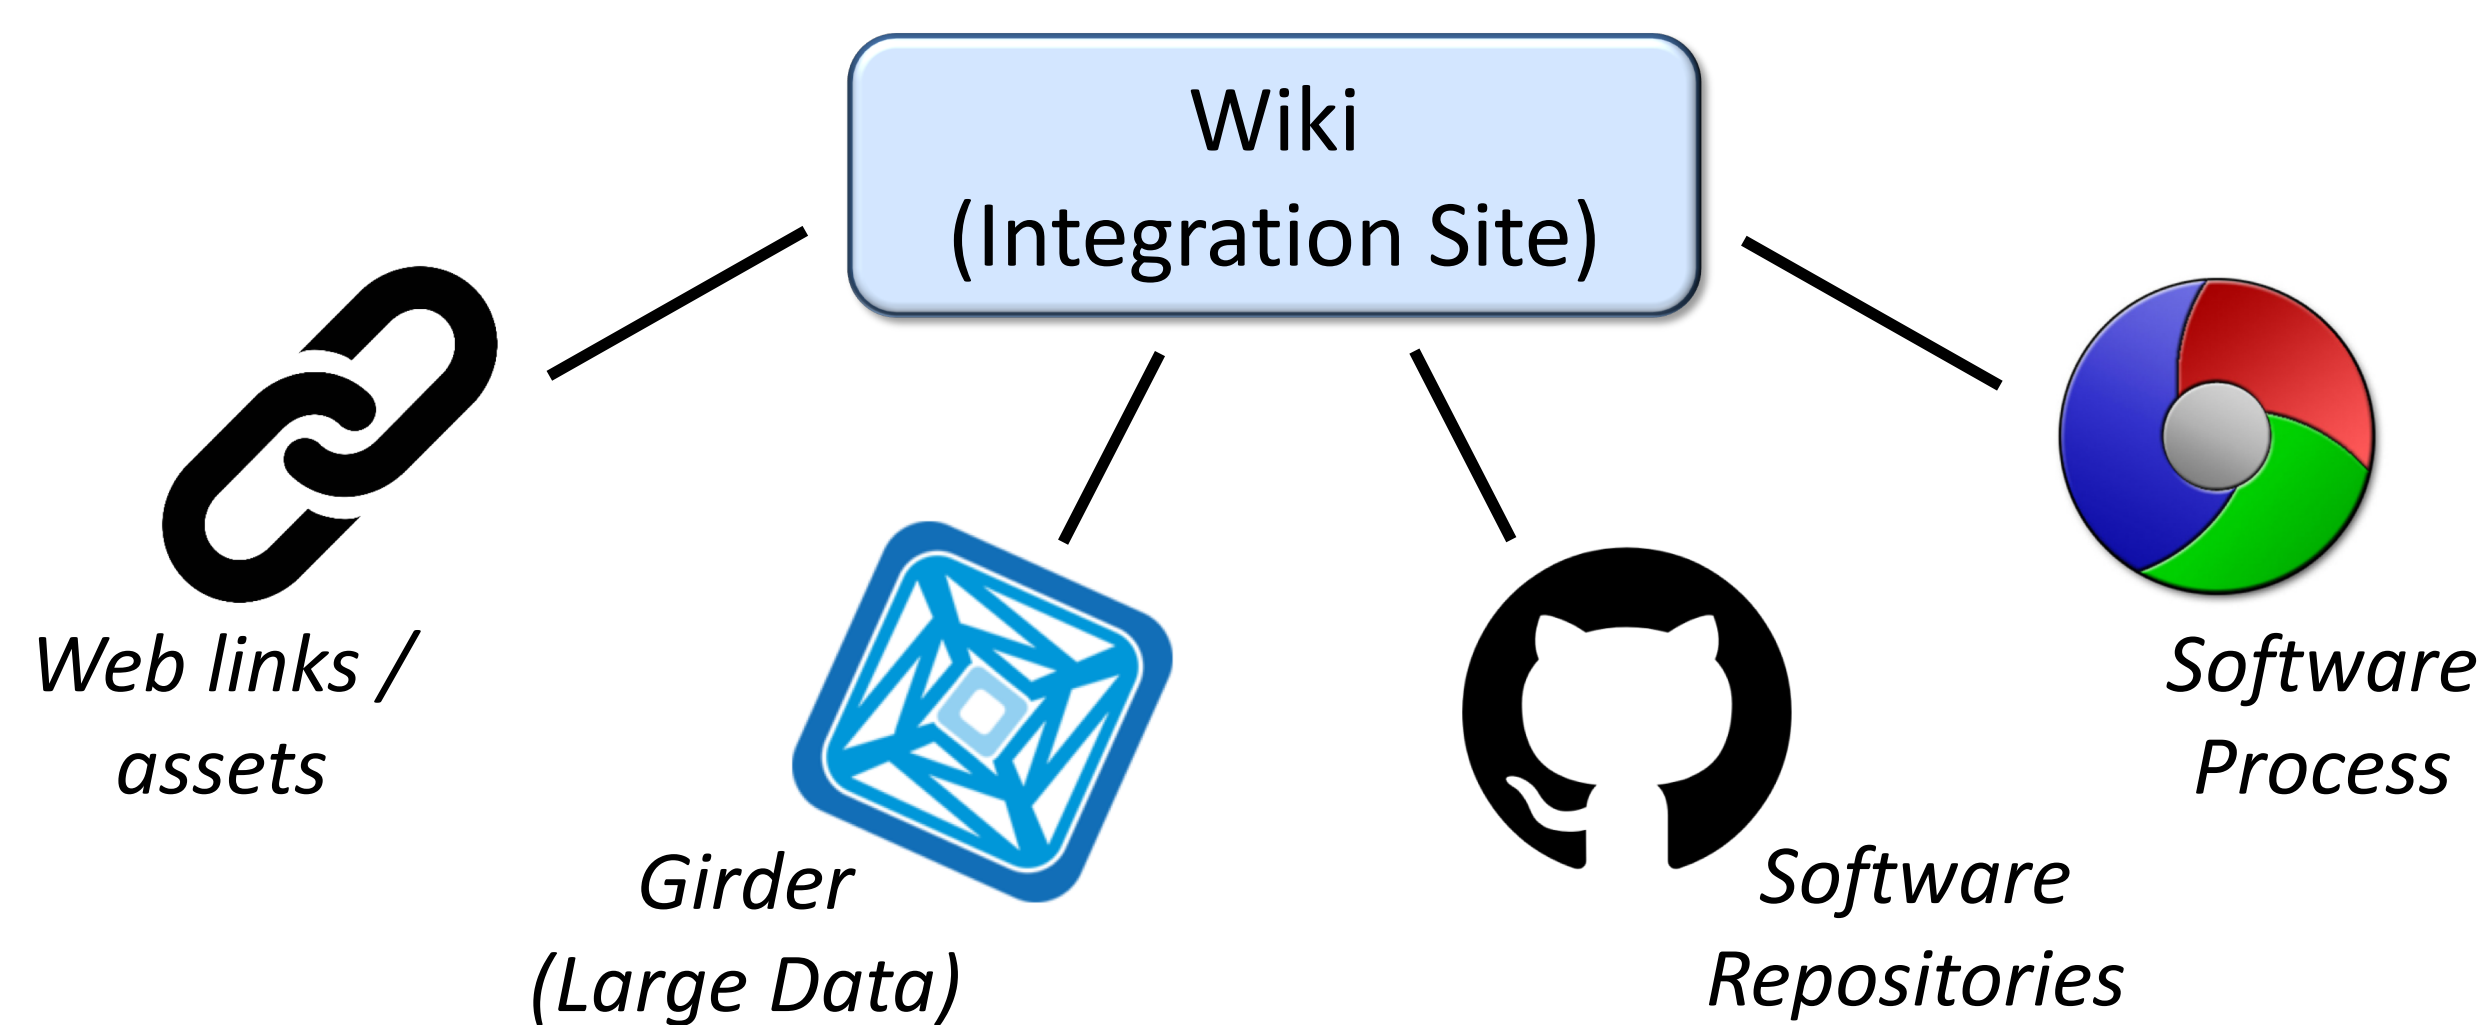 Wiki
(Integration Site)
Web links /
assets
Girder
(Large Data)
Software
Repositories
Software
Process